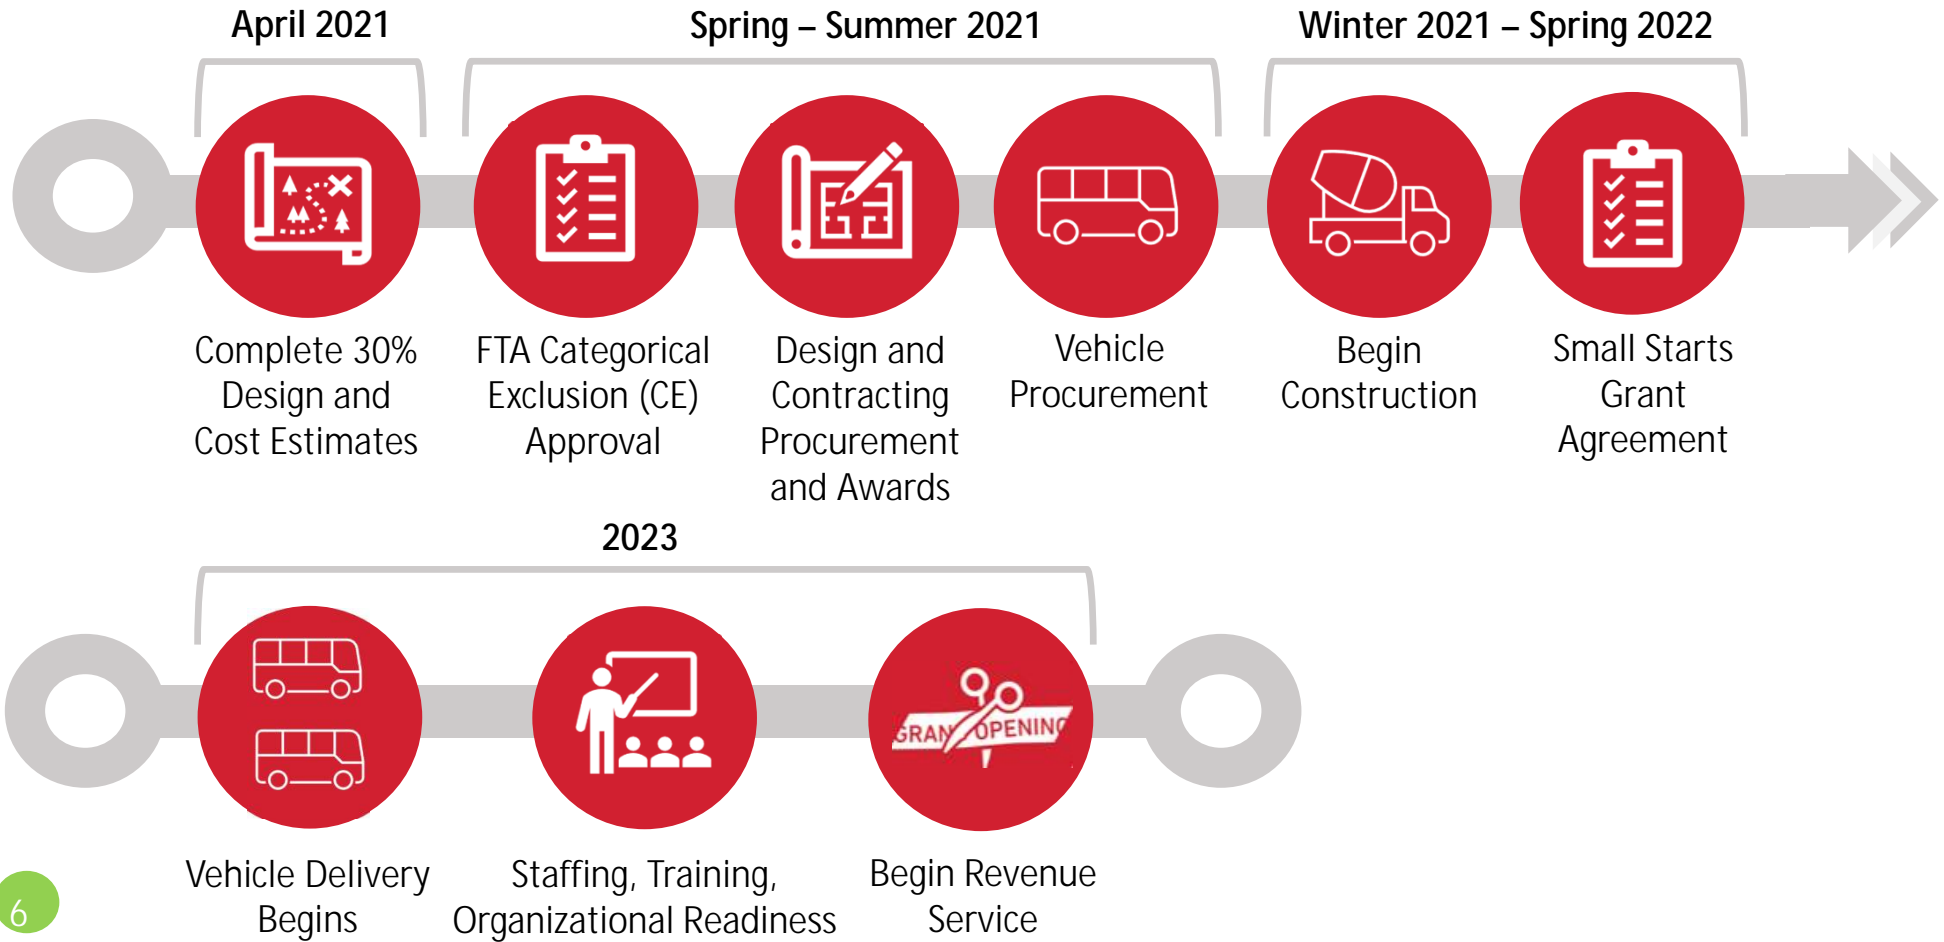 April 2021
Spring – Summer 2021
Winter 2021 – Spring 2022
Complete 30%
Design and
Cost Estimates
FTA Categorical
Exclusion (CE)
Approval
Design and
Contracting
Procurement
and Awards
Vehicle
Procurement
Begin
Construction
Small Starts
Grant
Agreement
2023
GRAN OPENING
Vehicle Delivery
Begins
Staffing, Training,
Organizational Readiness
Begin Revenue
Service
6